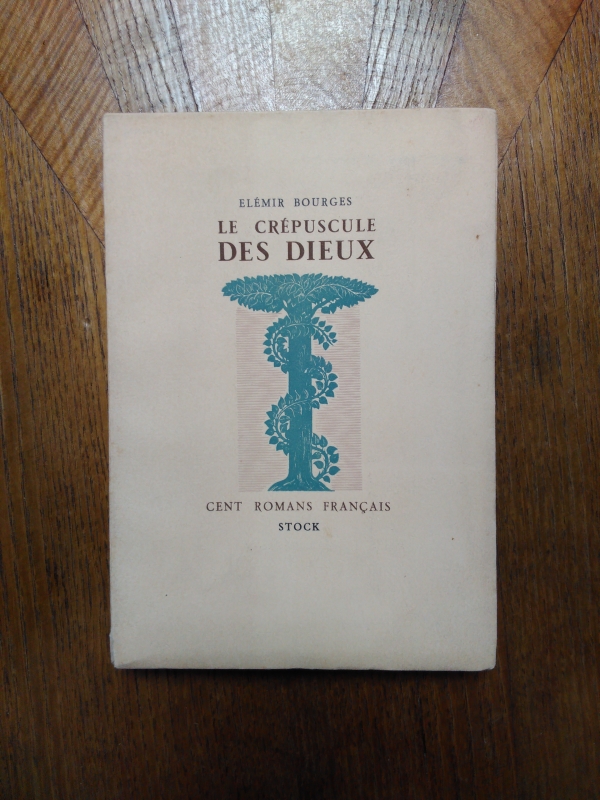 ELÉMIR BOURGES
LE CRÉPUSCULE
DES DIEUX
CENT ROMANS FRANÇAIS
STOCK